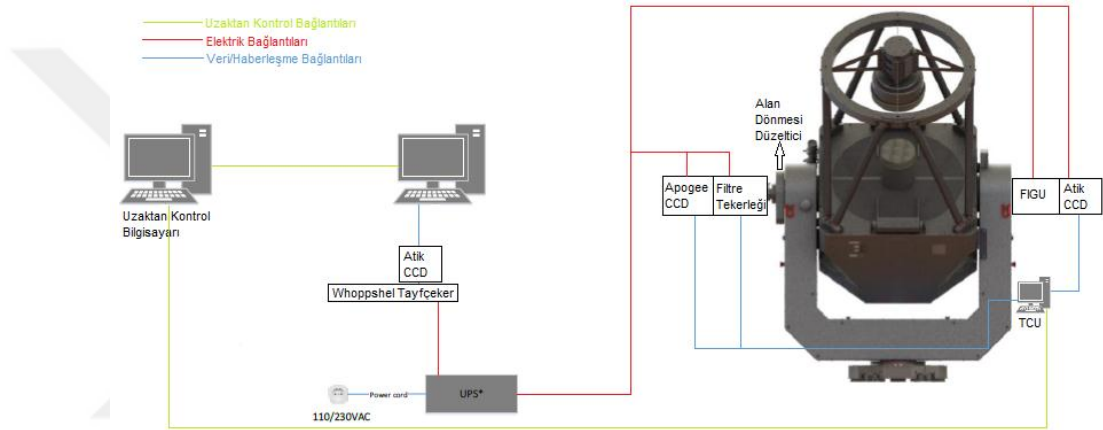 Uzaktan Kontrol Bağlantıları
Elektrik Bağlantıları
Veri/Haberleşme Bağlantıları
Alan
Dönmesi
Düzeltici
Apogee
CCD
Filtre
Tekerleği
FIGU
Atik
CCD
Uzaktan Kontrol
Bilgisayarı
Atik
CCD
Whoppshel Tayfçeker
TCU
UPS*
Power cord
110/230VAC